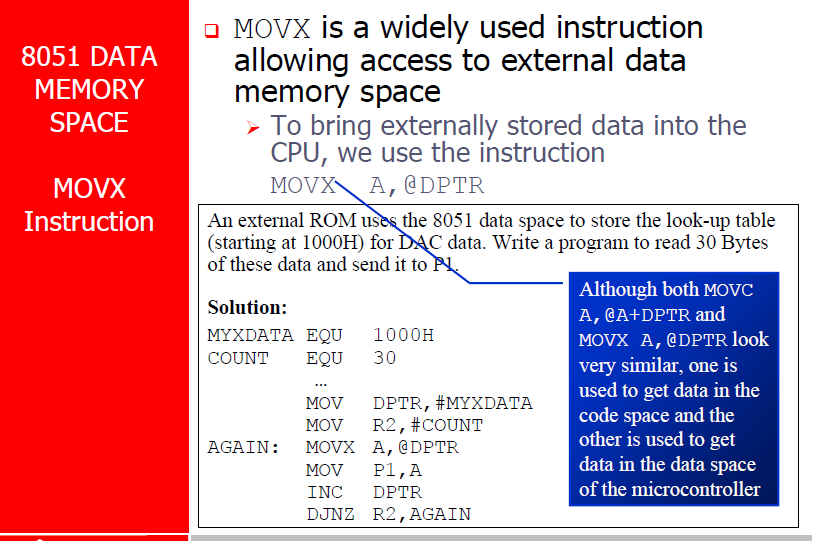 8051 DATA
MEMORY
SPACE
MOVX
Instruction
MOVX is a widely used instruction
allowing access to external data
memory space
To bring externally stored data into the
CPU, we use the instruction
MOVX A,@DPTR
An external ROM uses the 8051 data space to store the look-up table
(starting at 1000H) for DAC data. Write a program to read 30 Bytes
of these data and send it to P1.
Solution:
MYXDATA EQU 1000H
COUNT EQU 30
…
MOV DPTR,#MYXDATA
MOV R2,#COUNT
AGAIN: MOVX A,@DPTR
MOV P1,A
INC DPTR
DJNZ R2,AGAIN
Although both MOVC
A,@A+DPTR and
MOVX A,@DPTR look
very similar, one is
used to get data in the
code space and the
other is used to get
data in the data space
of the microcontroller